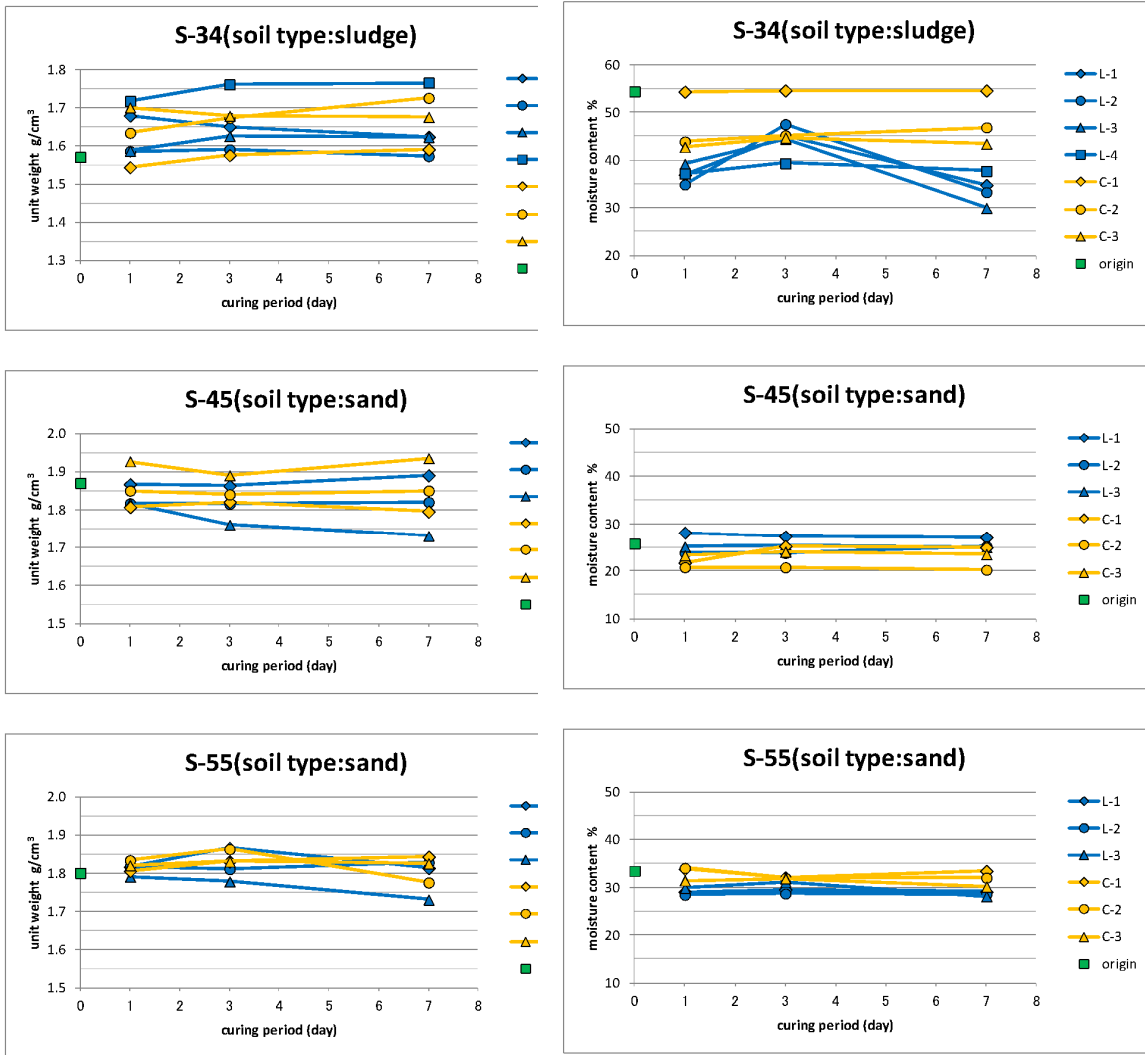 S-34(soil type:sludge)
unit weight g/cm³
1.8
1.7
1.6
1.5
1.4
1.3
0 1 2 3 4 5 6 7 8
curing period (day)
S-34(soil type:sludge)
moisture content %
60
50
40
30
20
0 1 2 3 4 5 6 7 8
curing period (day)
L-1
L-2
L-3
L-4
C-1
C-2
C-3
origin
S-45(soil type:sand)
unit weight g/cm³
2.0
1.9
1.8
1.7
1.6
1.5
0 1 2 3 4 5 6 7 8
curing period (day)
S-45(soil type:sand)
moisture content %
50
40
30
20
10
0 1 2 3 4 5 6 7 8
curing period (day)
L-1
L-2
L-3
C-1
C-2
C-3
origin
S-55(soil type:sand)
unit weight g/cm³
2.0
1.9
1.8
1.7
1.6
1.5
0 1 2 3 4 5 6 7 8
curing period (day)
S-55(soil type:sand)
moisture content %
50
40
30
20
10
0 1 2 3 4 5 6 7 8
curing period (day)
L-1
L-2
L-3
C-1
C-2
C-3
origin